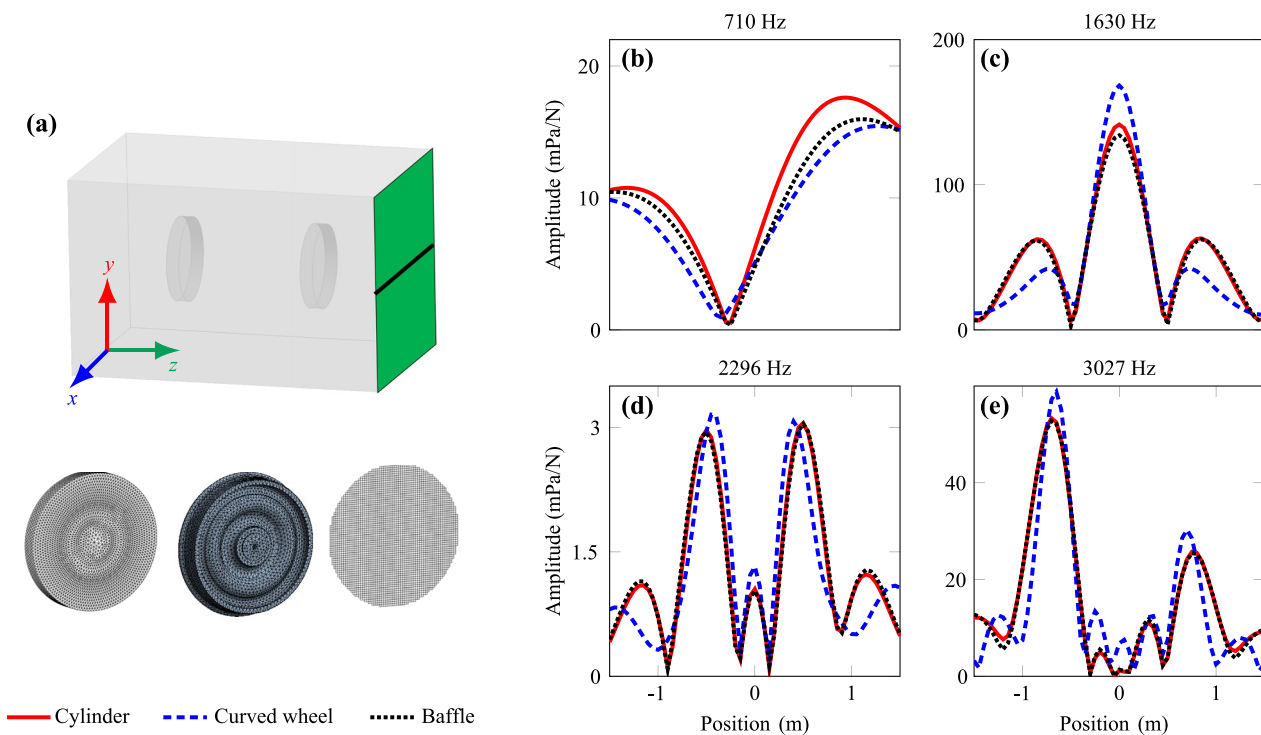 (a)
y
z
x
Cylinder
Curved wheel
Baffle
710 Hz
(b)
Amplitude (mPa/N)
20
10
0
1630 Hz
(c)
200
100
0
2296 Hz
(d)
Amplitude (mPa/N)
3
1.5
0
-1
0
1
Position (m)
3027 Hz
(e)
40
20
0
-1
0
1
Position (m)